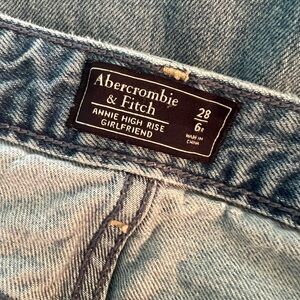 Abercrombie
& Fitch
ANNIE HIGH RISE
GIRLFRIEND
28
6R
MADE IN
CHINA